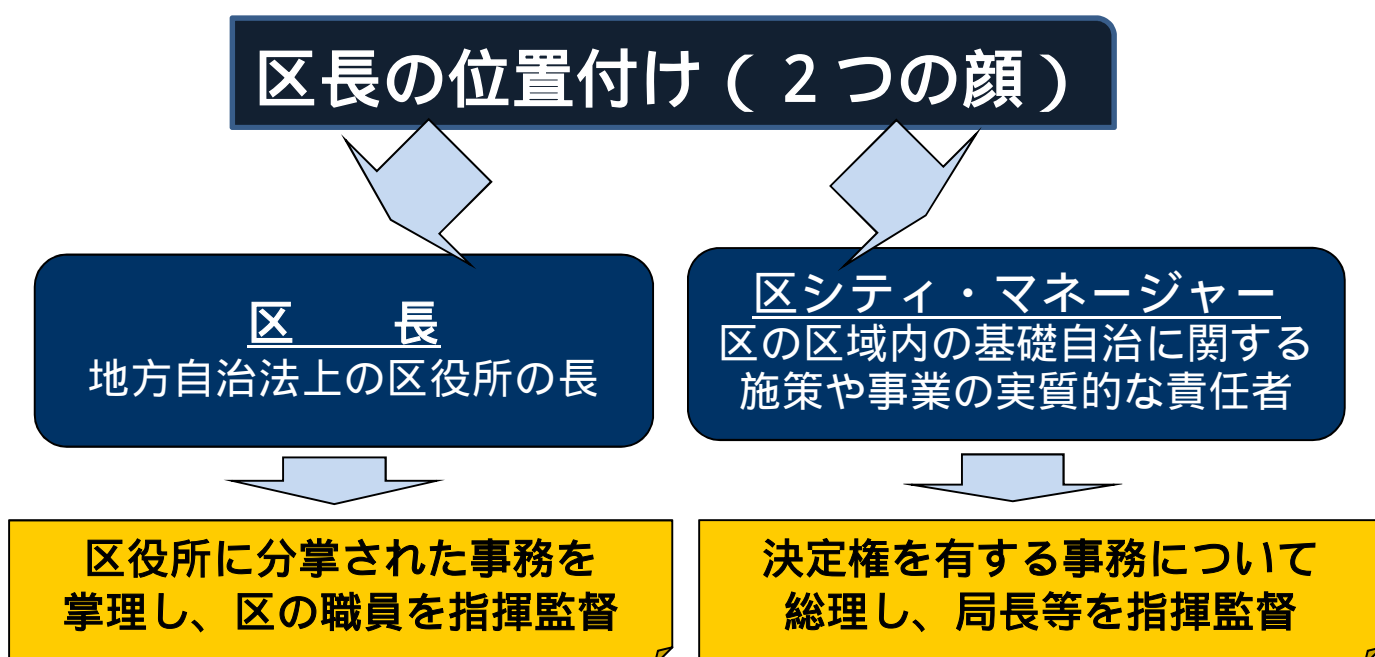 区長の位置付け（２つの顔）
区　　長
地方自治法上の区役所の長
区シティ・マネージャー
区の区域内の基礎自治に関する
施策や事業の実質的な責任者
区役所に分掌された事務を
掌理し、区の職員を指揮監督
決定権を有する事務について
総理し、局長等を指揮監督